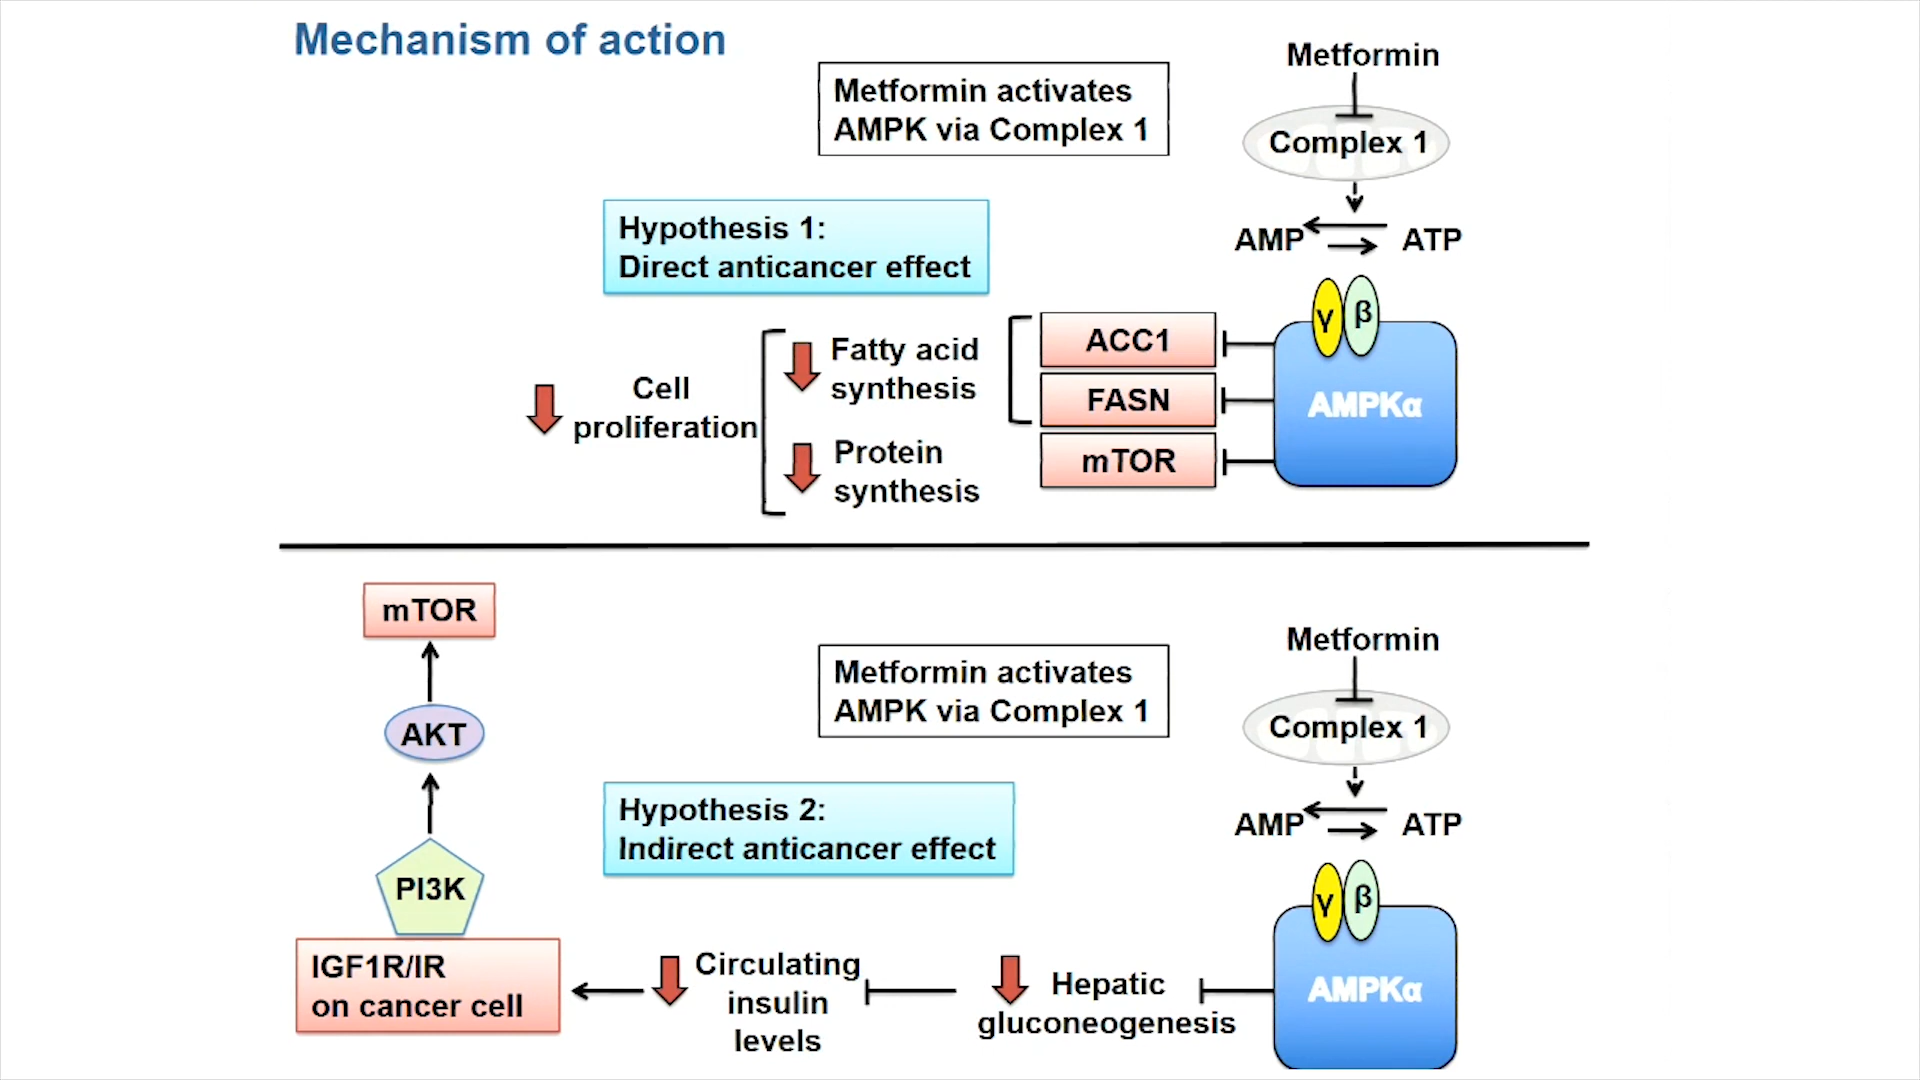 Mechanism of action
Metformin
Metformin activates
AMPK via Complex 1
Complex 1
Hypothesis 1:
Direct anticancer effect
AMP
ATP
γ
β
AMPKα
ACC1
FASN
mTOR
Fatty acid
synthesis
Protein
synthesis
Cell
proliferation
mTOR
AKT
PI3K
IGF1R/IR
on cancer cell
Metformin
Metformin activates
AMPK via Complex 1
Complex 1
Hypothesis 2:
Indirect anticancer effect
AMP
ATP
γ
β
AMPKα
Hepatic
gluconeogenesis
Circulating
insulin
levels